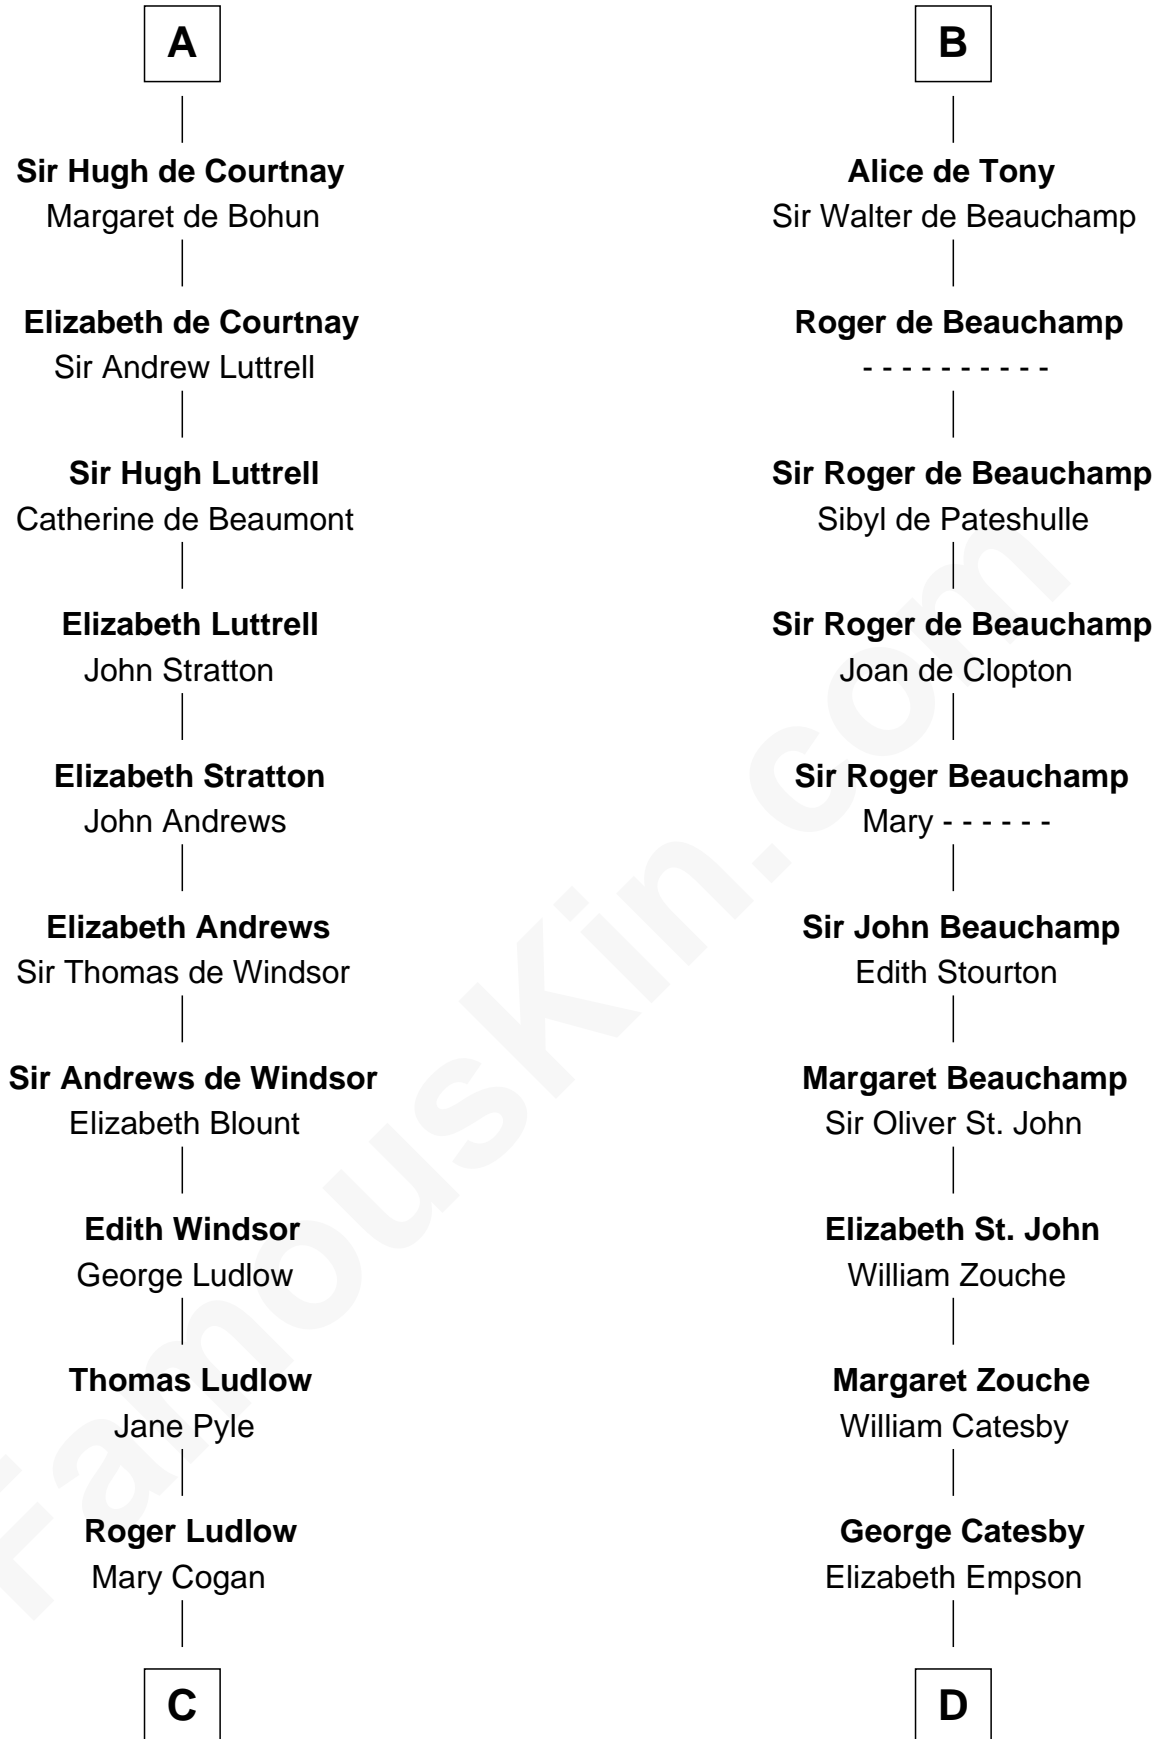 A
Sir Hugh de Courtnay
Margaret de Bohun
Elizabeth de Courtnay
Sir Andrew Luttrell
Sir Hugh Luttrell
Catherine de Beaumont
Elizabeth Luttrell
John Stratton
Elizabeth Stratton
John Andrews
Elizabeth Andrews
Sir Thomas de Windsor
Sir Andrews de Windsor
Elizabeth Blount
Edith Windsor
George Ludlow
Thomas Ludlow
Jane Pyle
Roger Ludlow
Mary Cogan
C
B
Alice de Tony
Sir Walter de Beauchamp
Roger de Beauchamp
- - - - - - - - - -
Sir Roger de Beauchamp
Sibyl de Pateshulle
Sir Roger de Beauchamp
Joan de Clopton
Sir Roger Beauchamp
Mary - - - - - -
Sir John Beauchamp
Edith Stourton
Margaret Beauchamp
Sir Oliver St. John
Elizabeth St. John
William Zouche
Margaret Zouche
William Catesby
George Catesby
Elizabeth Empson
D
FamousKin.com